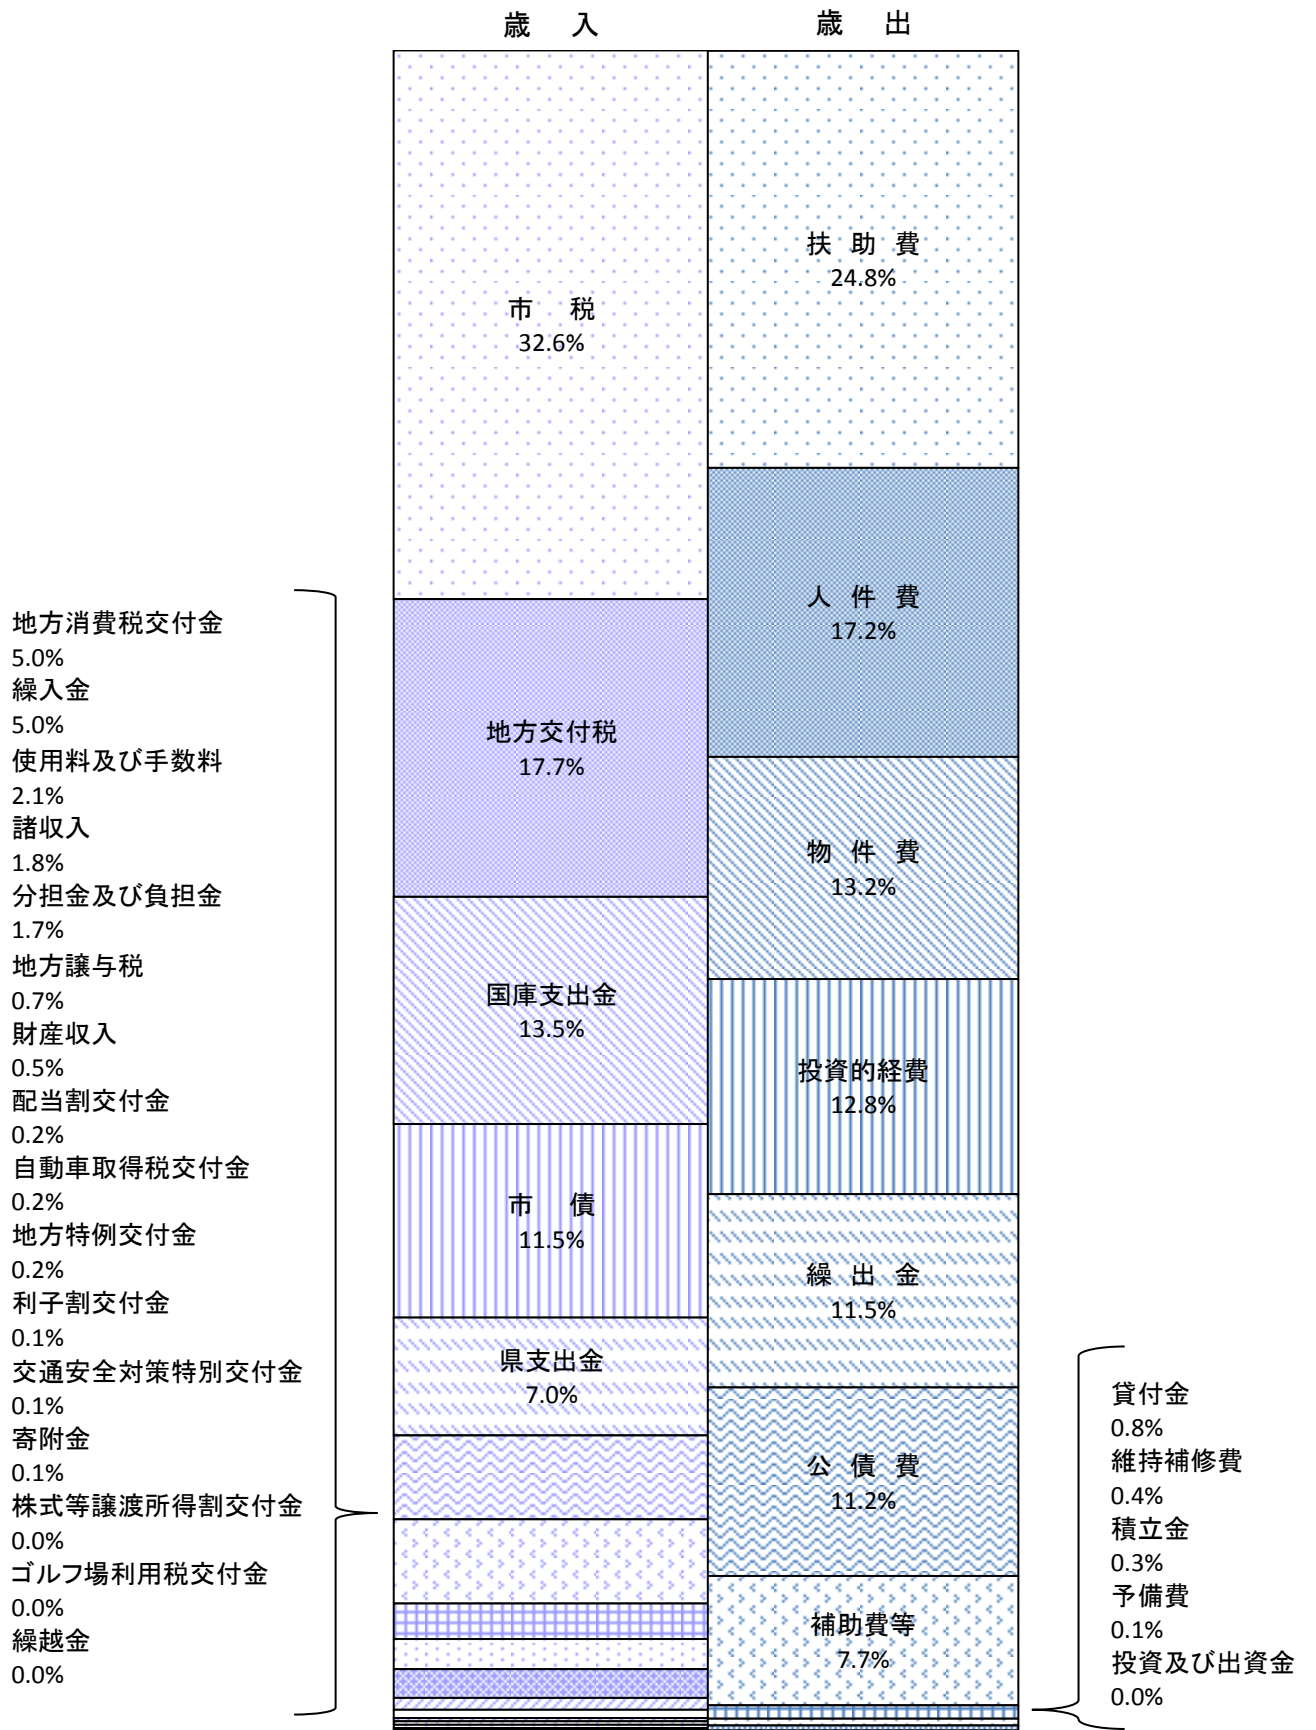 歳　入
歳　出
市　税
32.6%
地方交付税
17.7%
国庫支出金
13.5%
市　債
11.5%
県支出金
7.0%
扶 助 費
24.8%
人 件 費
17.2%
物 件 費
13.2%
投資的経費
12.8%
繰 出 金
11.5%
公 債 費
11.2%
補助費等
7.7%
地方消費税交付金
5.0%
繰入金
5.0%
使用料及び手数料
2.1%
諸収入
1.8%
分担金及び負担金
1.7%
地方譲与税
0.7%
財産収入
0.5%
配当割交付金
0.2%
自動車取得税交付金
0.2%
地方特例交付金
0.2%
利子割交付金
0.1%
交通安全対策特別交付金
0.1%
寄附金
0.1%
株式等譲渡所得割交付金
0.0%
ゴルフ場利用税交付金
0.0%
繰越金
0.0%
貸付金
0.8%
維持補修費
0.4%
積立金
0.3%
予備費
0.1%
投資及び出資金
0.0%